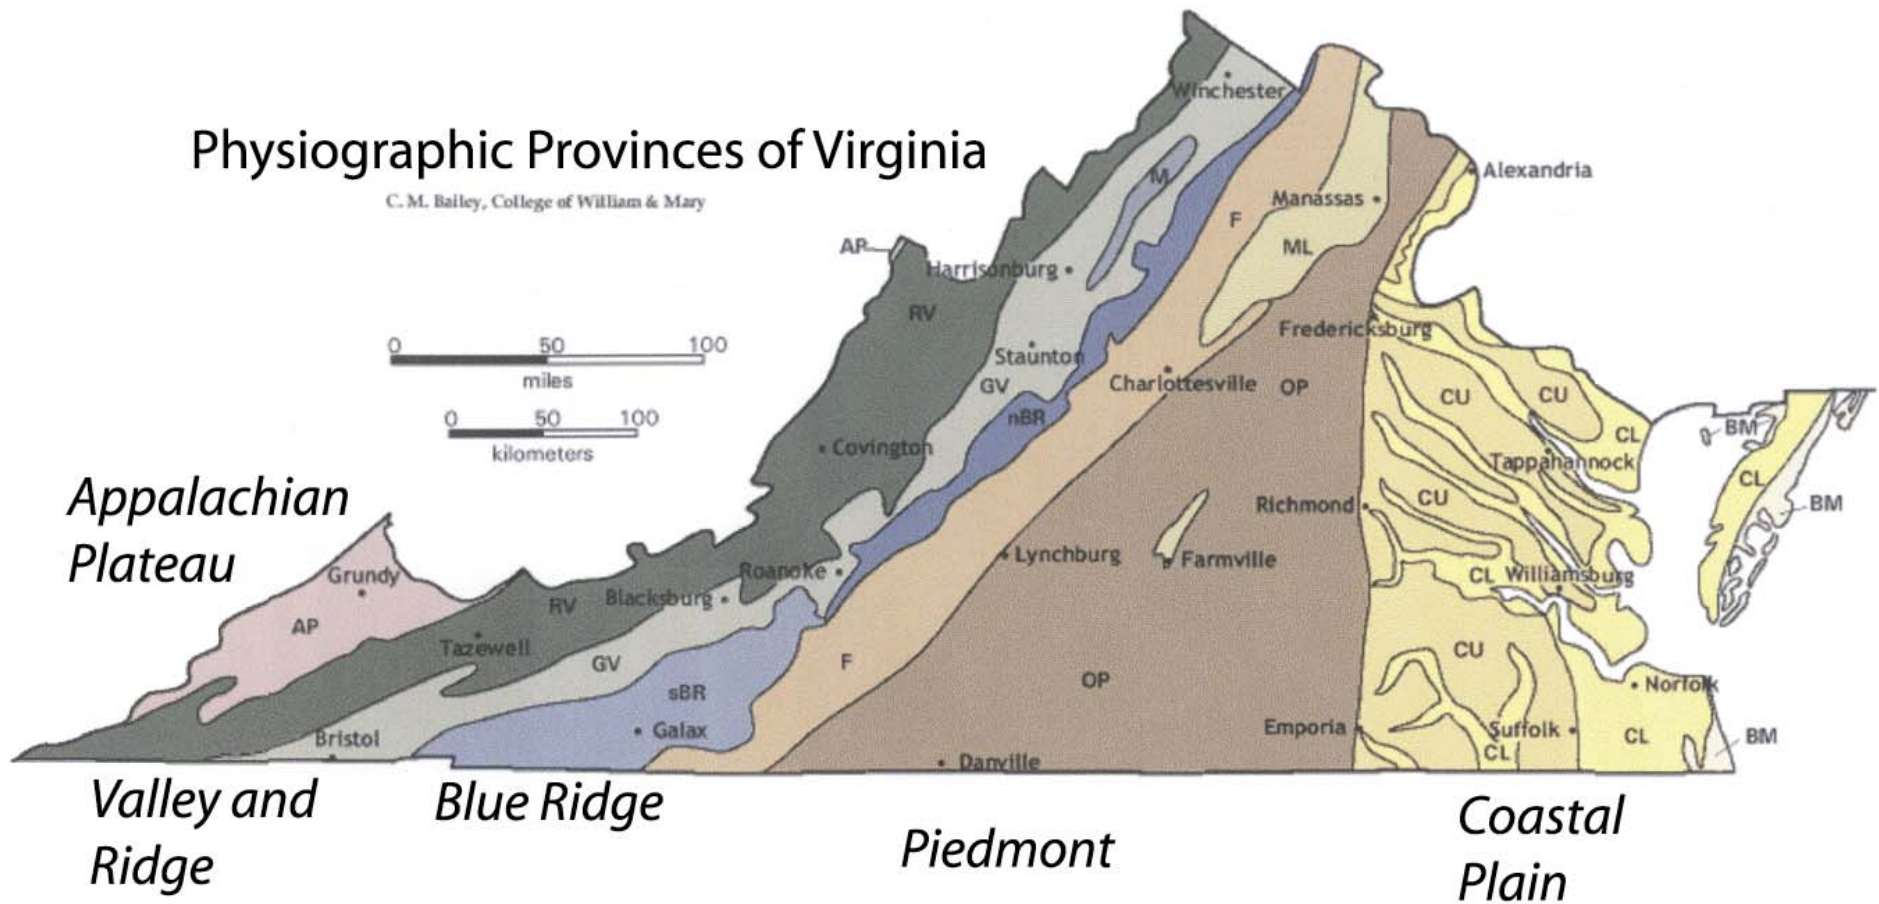 Physiographic Provinces of Virginia
C. M. Bailey, College of William & Mary
Winchester
Alexandria
M
Manassas
F
AP
Harrisonburg
ML
RV
Fredericksburg
0 50 100
miles
Staunton
GV
Charlottesville
OP
CU
CU
0 50 100
kilometers
nBR
CL
BM
Covington
Tappahannock
CL
Appalachian
Plateau
CU
Richmond
BM
Lynchburg
Farmville
Grundy
Roanoke
CL
Williamsburg
Blacksburg
RV
AP
Tazewell
GV
F
CU
sBR
OP
Norfolk
Galax
Emporia
Suffolk
CL
BM
Bristol
CL
Danville
Valley and
Ridge
Blue Ridge
Piedmont
Coastal
Plain